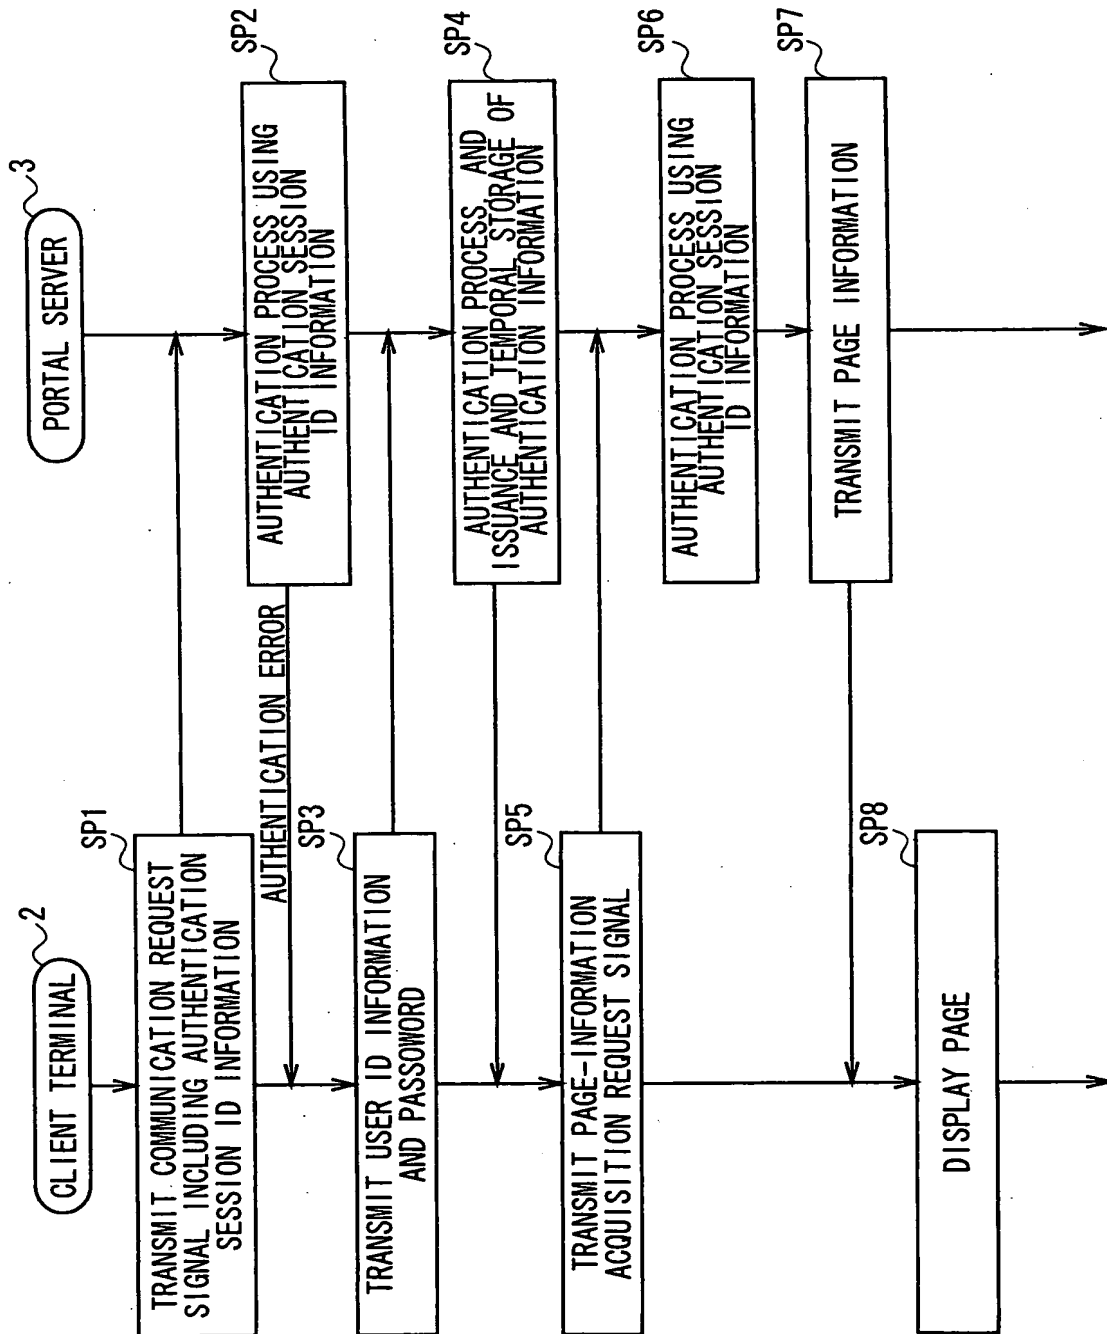 CLIENT TERMINAL
2
PORTAL SERVER
3
SP1
TRANSMIT COMMUNICATION REQUEST
SIGNAL INCLUDING AUTHENTICATION
SESSION ID INFORMATION
SP2
AUTHENTICATION PROCESS USING
AUTHENTICATION SESSION
ID INFORMATION
AUTHENTICATION ERROR
SP3
TRANSMIT USER ID INFORMATION
AND PASSOWORD
SP4
AUTHENTICATION PROCESS, AND
ISSUANCE AND TEMPORAL STORAGE OF
AUTHENTICATION INFORMATION
SP5
TRANSMIT PAGE-INFORMATION
ACQUISITION REQUEST SIGNAL
SP6
AUTHENTICATION PROCESS USING
AUTHENTICATION SESSION
ID INFORMATION
SP7
TRANSMIT PAGE INFORMATION
SP8
DISPLAY PAGE